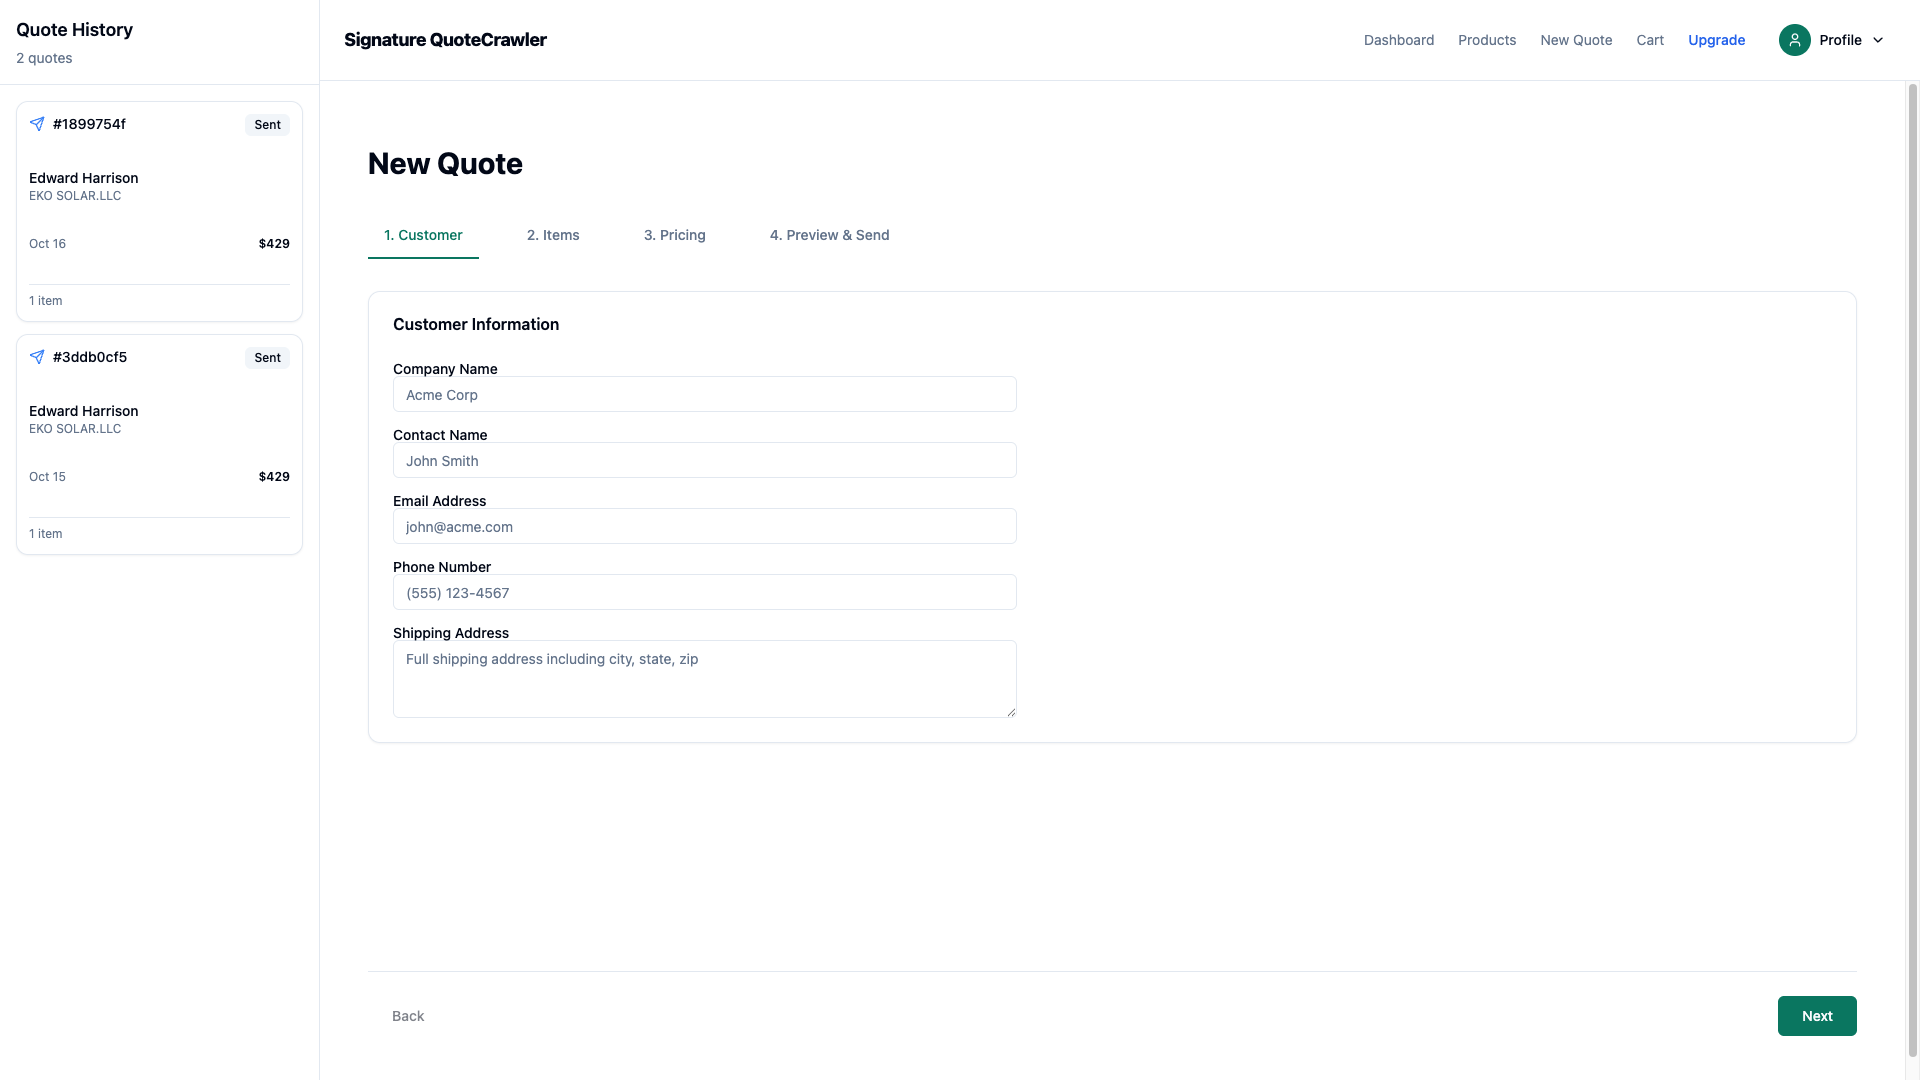 Quote History
2 quotes
#1899754f
Sent
Edward Harrison
EKO SOLAR.LLC
Oct 16
$429
1 item
#3ddb0cf5
Sent
Edward Harrison
EKO SOLAR.LLC
Oct 15
$429
1 item
Signature QuoteCrawler
Dashboard
Products
New Quote
Cart
Upgrade
Profile
New Quote
1. Customer
2. Items
3. Pricing
4. Preview & Send
Customer Information
Company Name
Acme Corp
Contact Name
John Smith
Email Address
john@acme.com
Phone Number
(555) 123-4567
Shipping Address
Full shipping address including city, state, zip
Back
Next